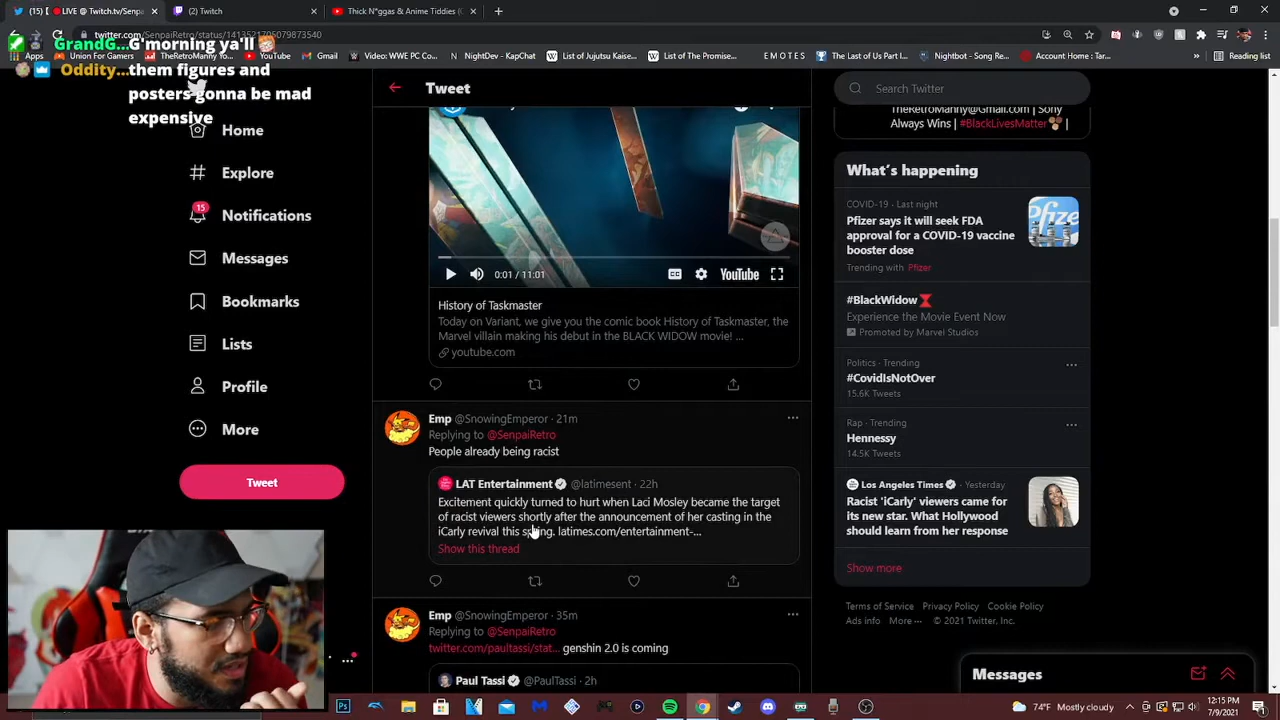 LIVE @ Twitch/Senpa
(2) Twitch
Thick N*ggas & Anime Tiddies (
twitter.com/SenpaiRetro/status/1413521705079873540
Apps
Union For Gamers
TheRetroManny Yo...
YouTube
Gmail
Video: WWE PC Con...
NightDev - KapChat
List of Jujutsu Kaise...
List of The Promise...
E M O T E S
The Last of Us Part I...
Nightbot - Song Re...
Account Home : Tar...
Reading list
GrandG... G'morning ya'll
Oddity... them figures and
posters gonna be mad
expensive
Home
Explore
15
Notifications
Messages
Bookmarks
Lists
Profile
More
Tweet
Tweet
0:01 / 11:01
YouTube
History of Taskmaster
Today on Variant, we give you the comic book History of Taskmaster, the
Marvel villain making his debut in the BLACK WIDOW movie! ...
youtube.com
Emp @SnowingEmperor · 21m
Replying to @SenpaiRetro
People already being racist
LAT Entertainment @latimesent · 22h
Excitement quickly turned to hurt when Laci Mosley became the target
of racist viewers shortly after the announcement of her casting in the
iCarly revival this spring. latimes.com/entertainment-...
Show this thread
Emp @SnowingEmperor · 35m
Replying to @SenpaiRetro
twitter.com/paultassi/stat... genshin 2.0 is coming
Paul Tassi @PaulTassi · 2h
Search Twitter
TheRetroManny@Gmail.com | Sony
Always Wins | #BlackLivesMatter |
What's happening
COVID-19 · Last night
Pfizer says it will seek FDA
approval for a COVID-19 vaccine
booster dose
Trending with Pfizer
Pfizer
#BlackWidow
Experience the Movie Event Now
Promoted by Marvel Studios
Politics · Trending
#CovidIsNotOver
15.6K Tweets
Rap · Trending
Hennessy
14.5K Tweets
Los Angeles Times · Yesterday
Racist 'iCarly' viewers came for
its new star. What Hollywood
should learn from her response
Show more
Terms of Service Privacy Policy Cookie Policy
Ads info More ··· © 2021 Twitter, Inc.
Messages
74°F Mostly cloudy
12:15 PM
7/9/2021